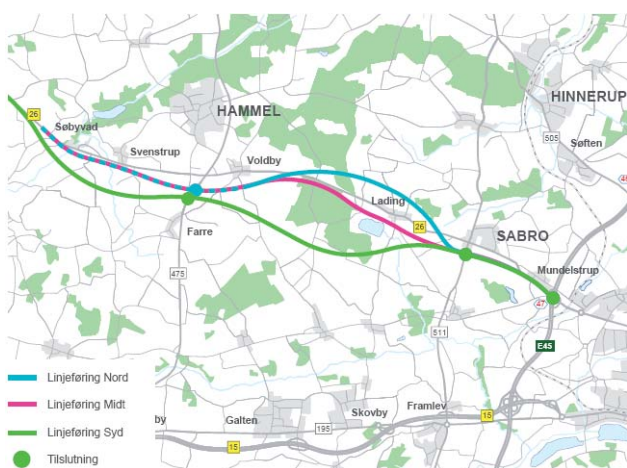 HINNERUP
26
HAMMEL
Søbyvad
505
Søften
Svenstrup
Voldby
Lading
26
Farre
SABRO
Mundelstrup
475
47
511
E45
Linjeføring Nord
Linjeføring Midt
Linjeføring Syd
Tilslutning
by
Galten
195
Skovby
Framlev
15
15